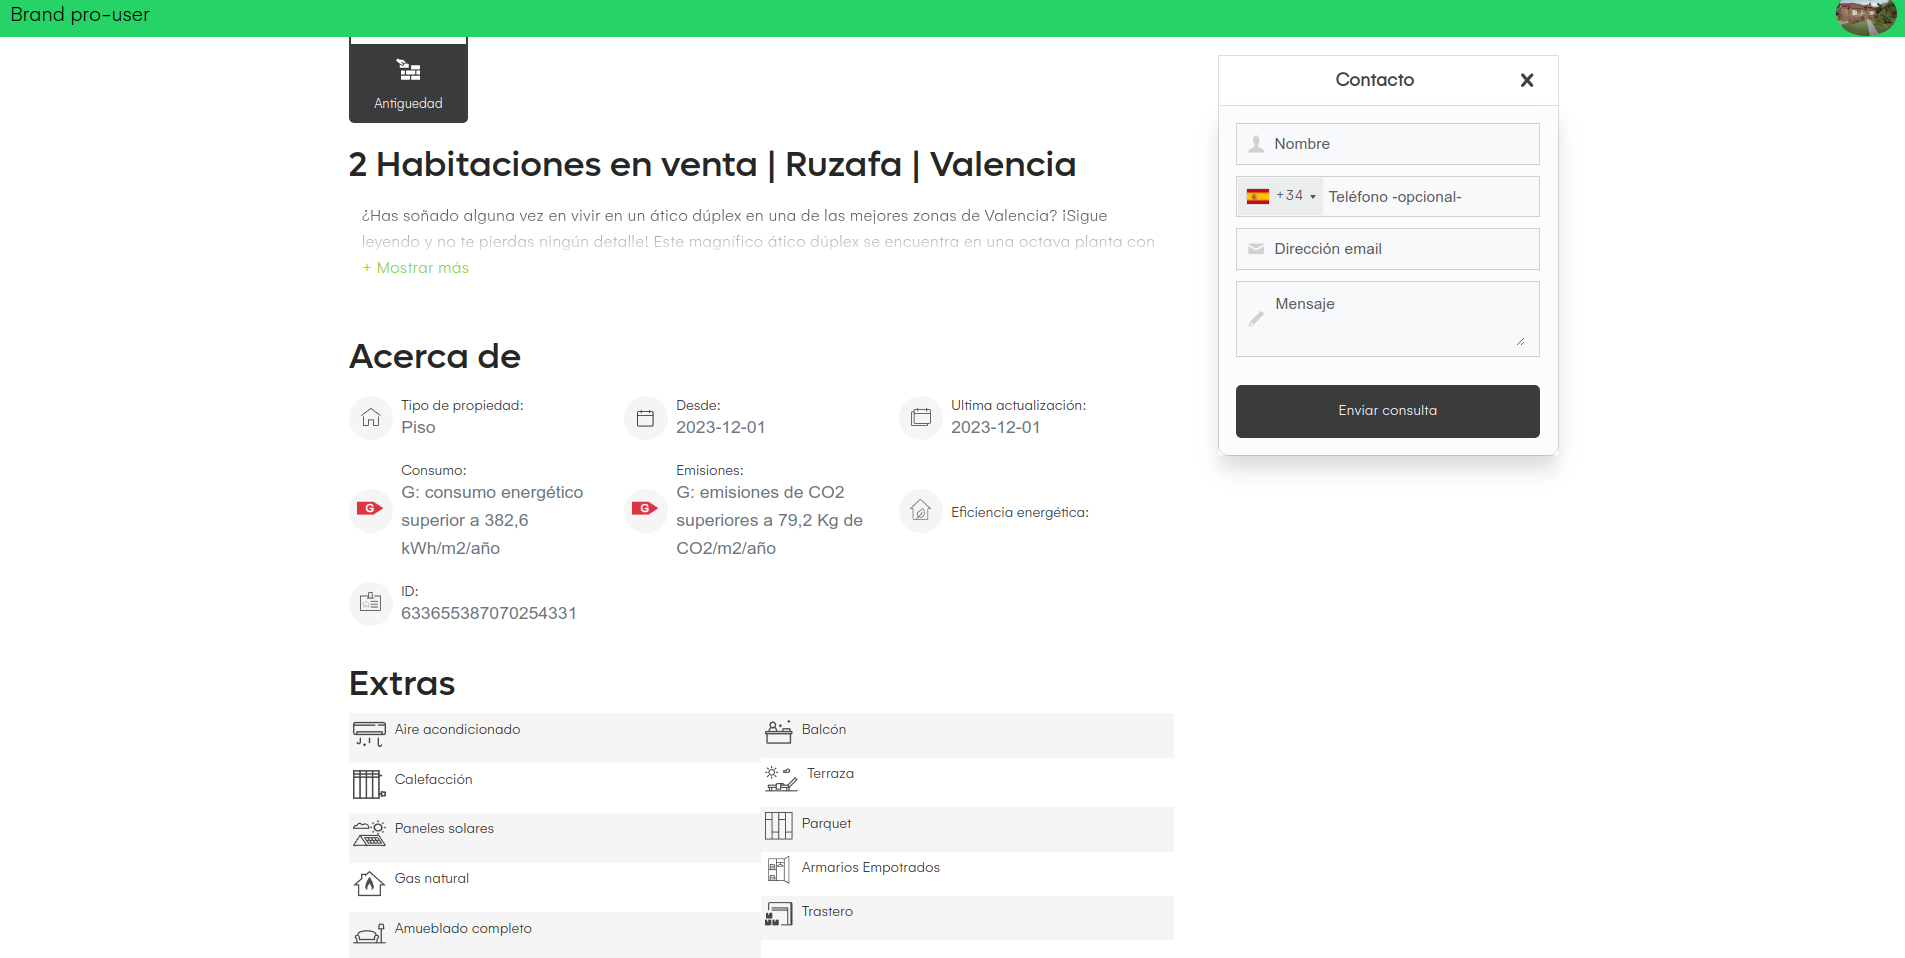 Brand pro-user
Antiguedad
2 Habitaciones en venta | Ruzafa | Valencia
¿Has soñado alguna vez en vivir en un ático dúplex en una de las mejores zonas de Valencia? ¡Sigue
leyendo y no te pierdas ningún detalle! Este magnífico ático dúplex se encuentra en una octava planta con
+ Mostrar más
Acerca de
Tipo de propiedad:
Piso
Desde:
2023-12-01
Ultima actualización:
2023-12-01
Consumo:
G
G: consumo energético
superior a 382,6
kWh/m2/año
Emisiones:
G
G: emisiones de CO2
superiores a 79,2 Kg de
CO2/m2/año
Eficiencia energética:
ID:
633655387070254331
Extras
Aire acondicionado
Calefacción
Paneles solares
Gas natural
Amueblado completo
Balcón
Terraza
Parquet
Armarios Empotrados
Trastero
Contacto
Nombre
+34 Teléfono -opcional-
Dirección email
Mensaje
Enviar consulta